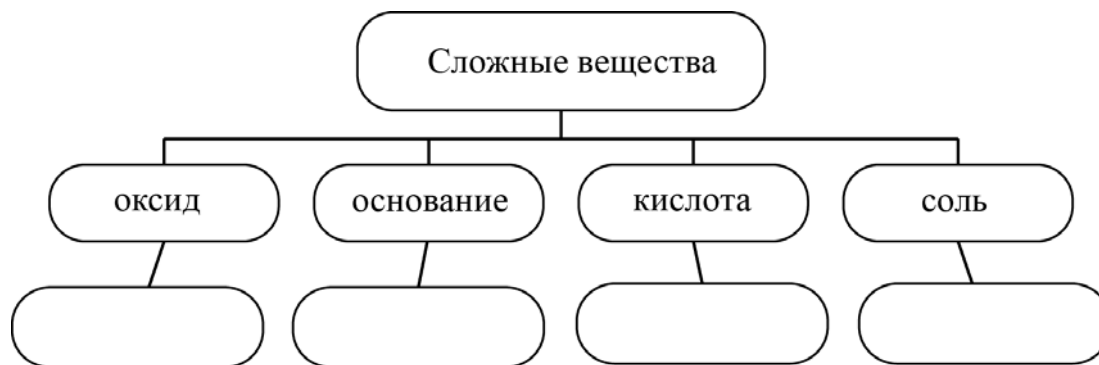 Сложные вещества
оксид
основание
кислота
соль